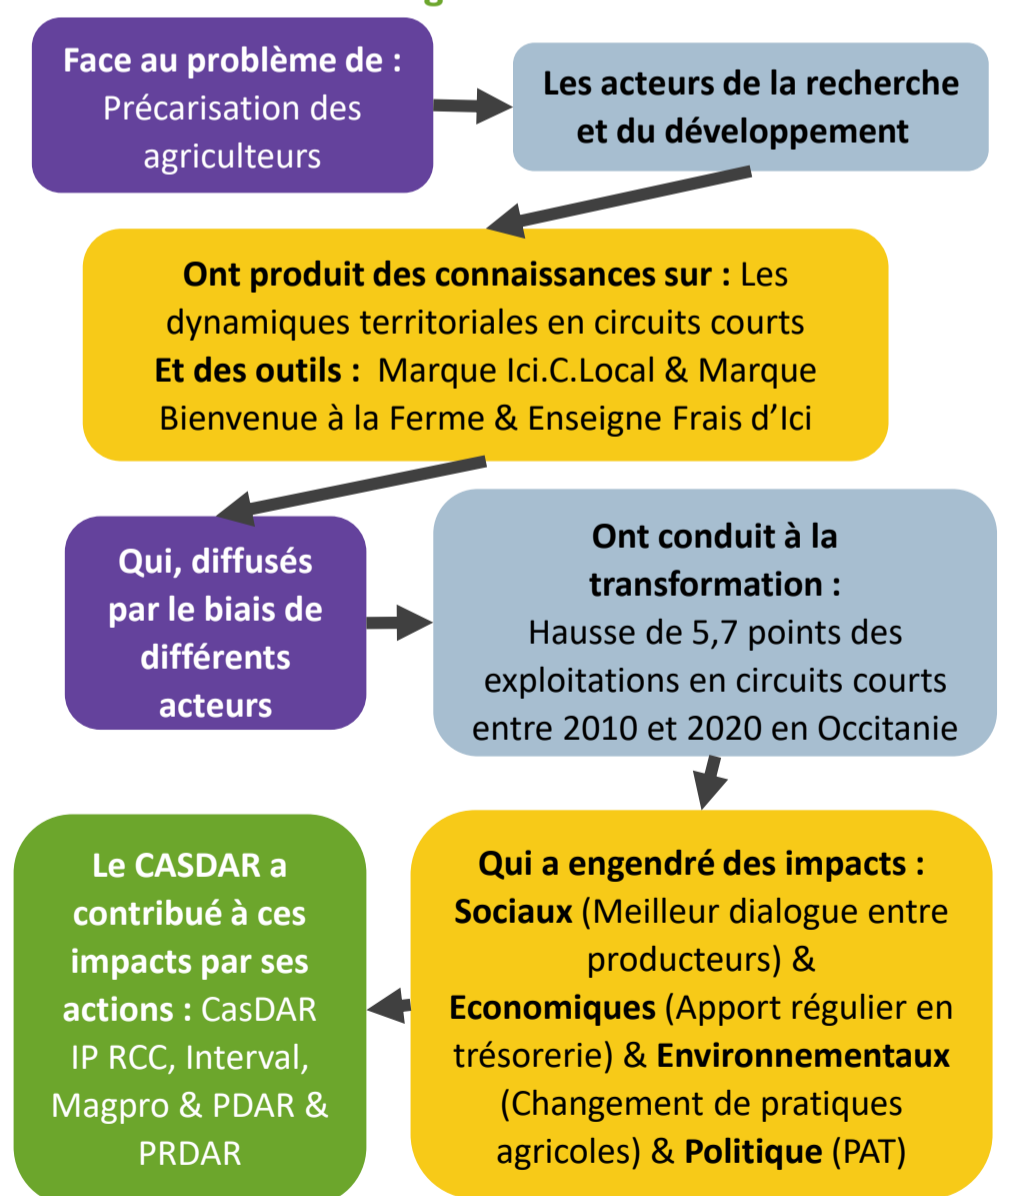 Face au problème de :
Précarisation des
agriculteurs
Les acteurs de la recherche
et du développement
Ont produit des connaissances sur : Les
dynamiques territoriales en circuits courts
Et des outils : Marque Ici.C.Local & Marque
Bienvenue à la Ferme & Enseigne Frais d’Ici
Qui, diffusés
par le biais de
différents
acteurs
Ont conduit à la
transformation :
Hausse de 5,7 points des
exploitations en circuits courts
entre 2010 et 2020 en Occitanie
Qui a engendré des impacts :
Sociaux (Meilleur dialogue entre
producteurs) &
Economiques (Apport régulier en
trésorerie) & Environnementaux
(Changement de pratiques
agricoles) & Politique (PAT)
Le CASDAR a
contribué à ces
impacts par ses
actions : CasDAR
IP RCC, Interval,
Magpro & PDAR &
PRDAR